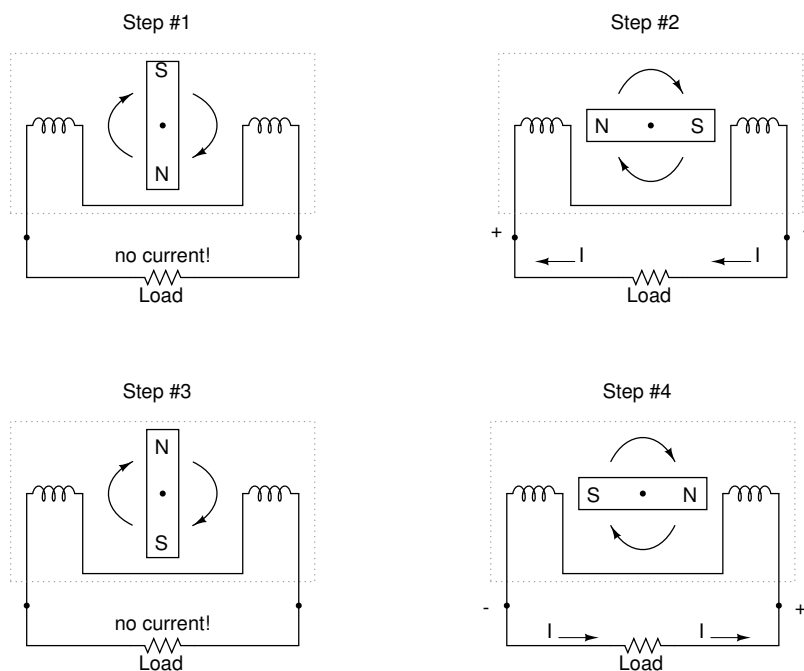 Step #1
S
N
no current!
Load
Step #2
N S
+ -
I I
Load
Step #3
N
S
no current!
Load
Step #4
S N
- +
I I
Load